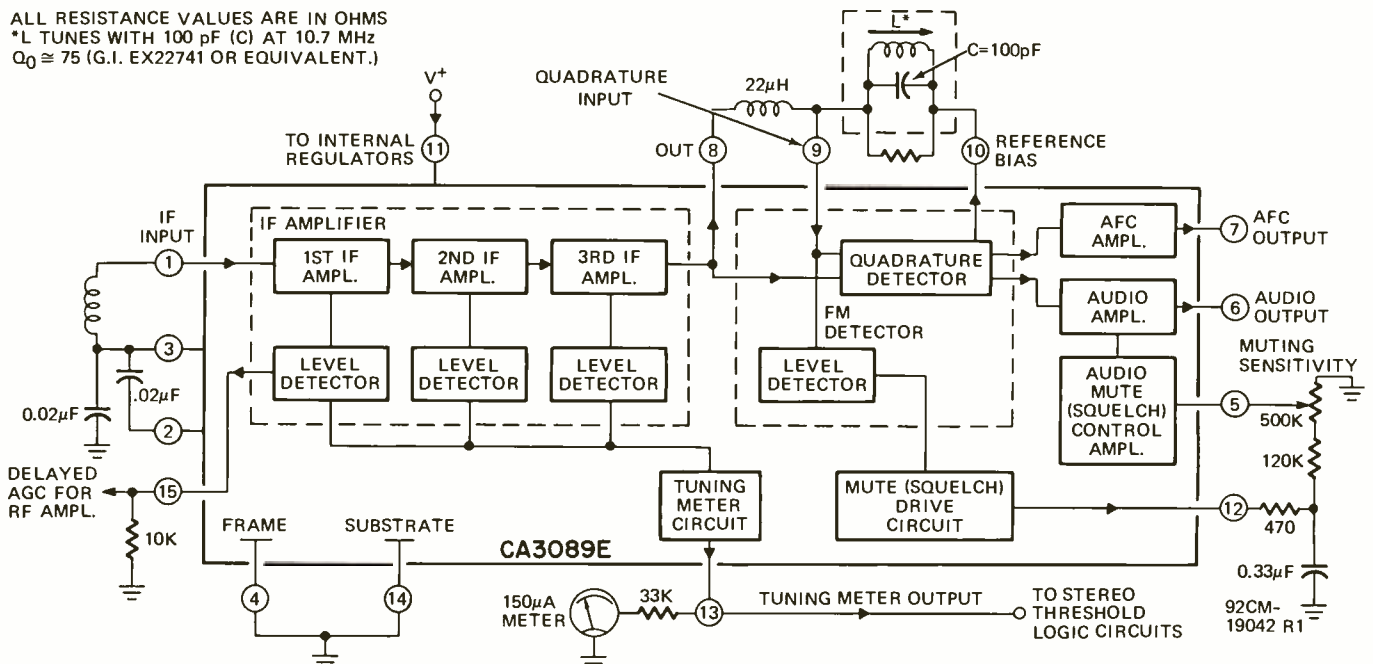 ALL RESISTANCE VALUES ARE IN OHMS
*L TUNES WITH 100 pF (C) AT 10.7 MHz
Q0 ≅ 75 (G.I. EX22741 OR EQUIVALENT.)
V+
TO INTERNAL
REGULATORS
11
QUADRATURE
INPUT
22μH
L*
C=100pF
OUT
8
9
10
REFERENCE
BIAS
IF
INPUT
1
IF AMPLIFIER
1ST IF
AMPL.
2ND IF
AMPL.
3RD IF
AMPL.
QUADRATURE
DETECTOR
AFC
AMPL.
7
AFC
OUTPUT
AUDIO
AMPL.
6
AUDIO
OUTPUT
FM
DETECTOR
3
LEVEL
DETECTOR
LEVEL
DETECTOR
LEVEL
DETECTOR
LEVEL
DETECTOR
AUDIO
MUTE
(SQUELCH)
CONTROL
AMPL.
MUTING
SENSITIVITY
5
500K
.02μF
0.02μF
2
120K
DELAYED
AGC FOR
RF AMPL.
15
10K
TUNING
METER
CIRCUIT
MUTE (SQUELCH)
DRIVE
CIRCUIT
12
470
FRAME
SUBSTRATE
CA3089E
0.33μF
4
14
150μA
METER
33K
13
TUNING METER OUTPUT
TO STEREO
THRESHOLD
LOGIC CIRCUITS
92CM-
19042 R1